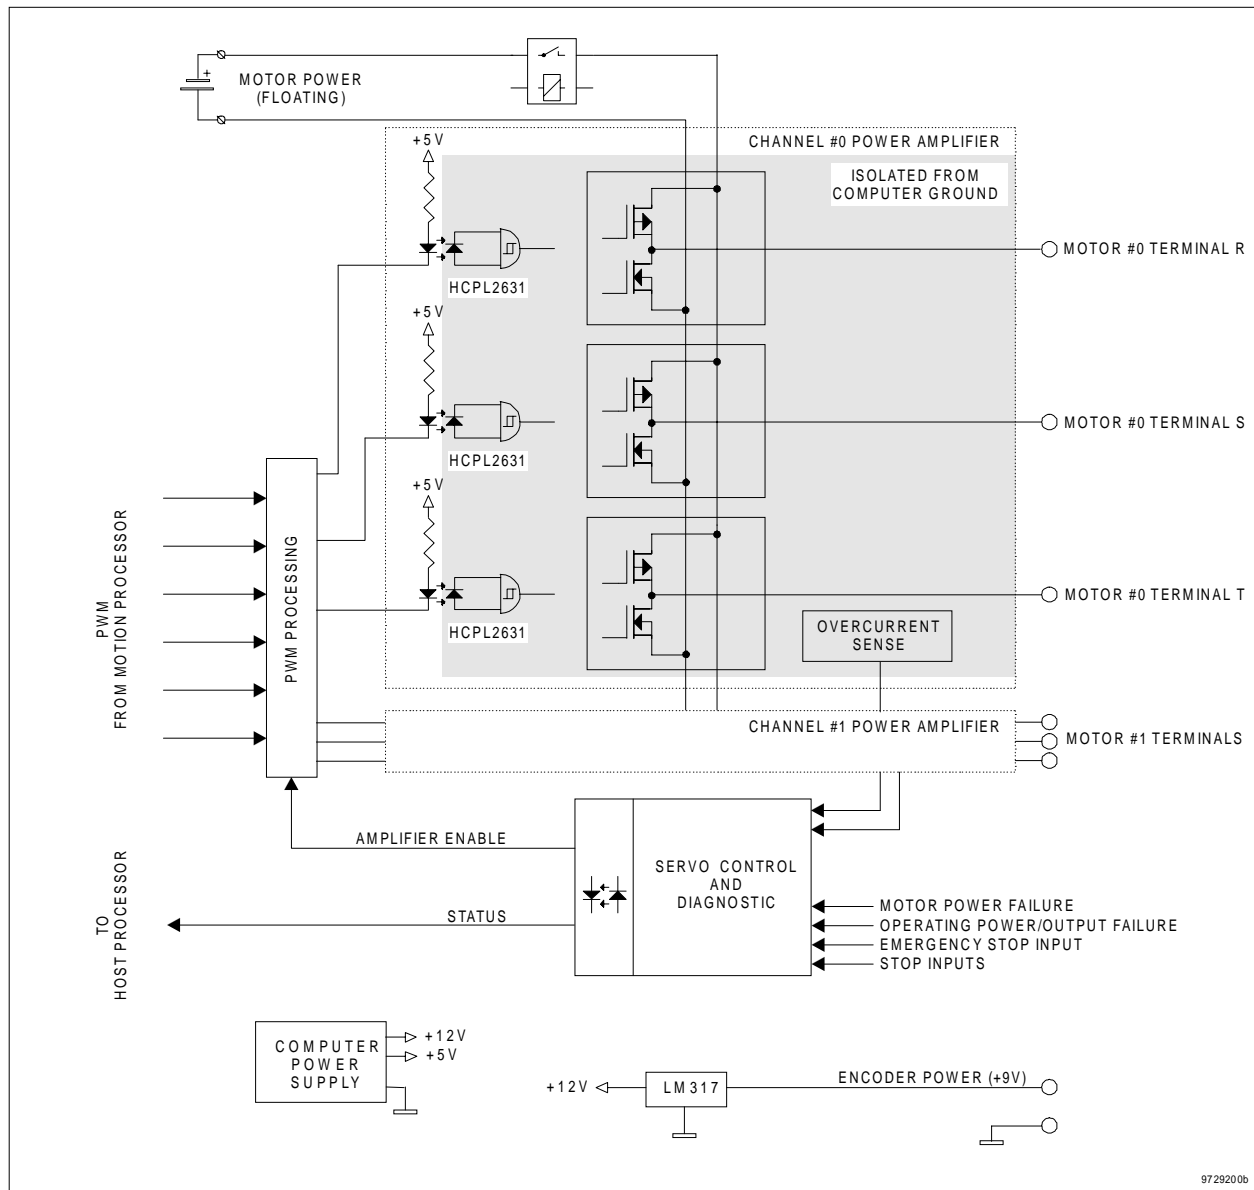 +
MOTOR POWER
(FLOATING)
CHANNEL #0 POWER AMPLIFIER
ISOLATED FROM
COMPUTER GROUND
+5V
HCPL2631
MOTOR #0 TERMINAL R
+5V
HCPL2631
MOTOR #0 TERMINAL S
+5V
HCPL2631
MOTOR #0 TERMINAL T
OVERCURRENT
SENSE
PWM
FROM MOTION PROCESSOR
PWM PROCESSING
CHANNEL #1 POWER AMPLIFIER
MOTOR #1 TERMINALS
AMPLIFIER ENABLE
STATUS
TO
HOST PROCESSOR
SERVO CONTROL
AND
DIAGNOSTIC
MOTOR POWER FAILURE
OPERATING POWER/OUTPUT FAILURE
EMERGENCY STOP INPUT
STOP INPUTS
COMPUTER
POWER
SUPPLY
+12V
+5V
+12V
LM317
ENCODER POWER (+9V)
9729200b